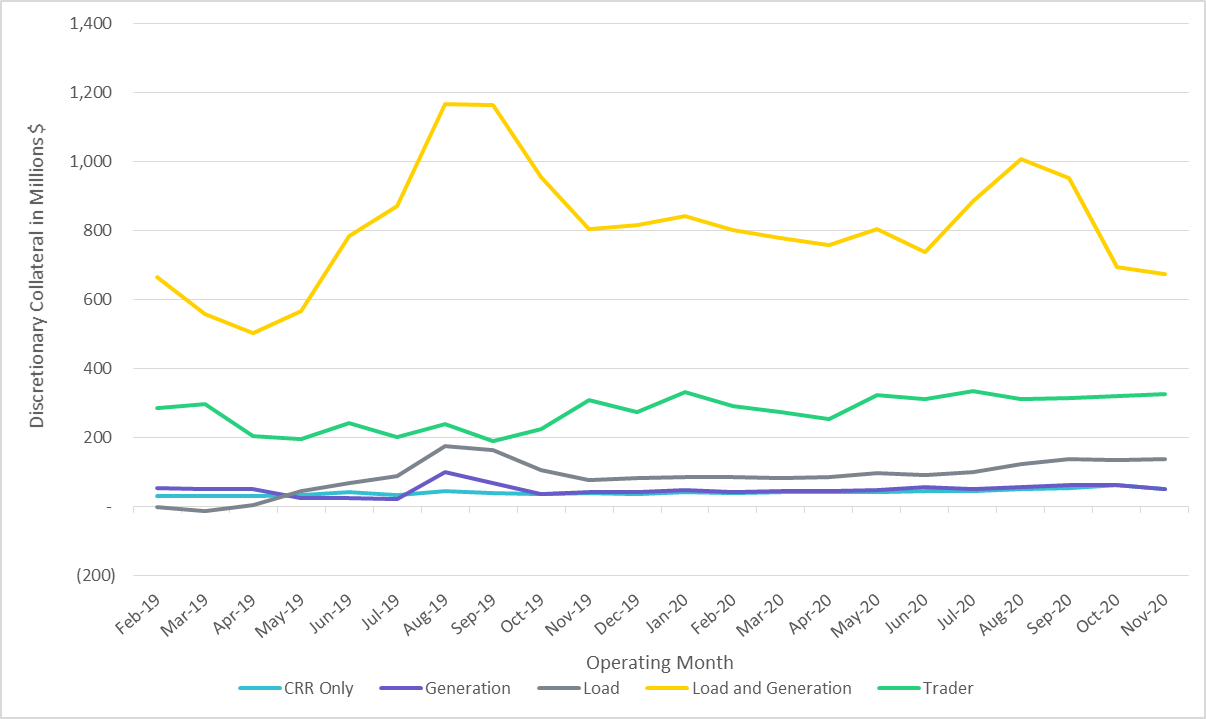 1,400
1,200
1,000
800
600
400
200
-
(200)
Discretionary Collateral in Millions $
Feb-19
Mar-19
Apr-19
May-19
Jun-19
Jul-19
Aug-19
Sep-19
Oct-19
Nov-19
Dec-19
Jan-20
Feb-20
Mar-20
Apr-20
May-20
Jun-20
Jul-20
Aug-20
Sep-20
Oct-20
Nov-20
Operating Month
CRR Only
Generation
Load
Load and Generation
Trader